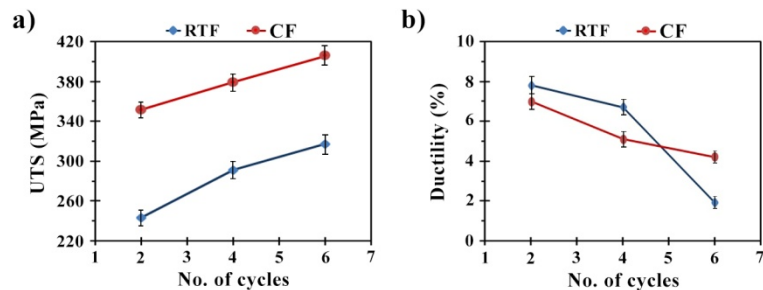 a)
RTF CF
UTS (MPa)
420
380
340
300
260
220
1 2 3 4 5 6 7
No. of cycles
b)
RTF CF
Ductility (%)
10
8
6
4
2
0
1 2 3 4 5 6 7
No. of cycles